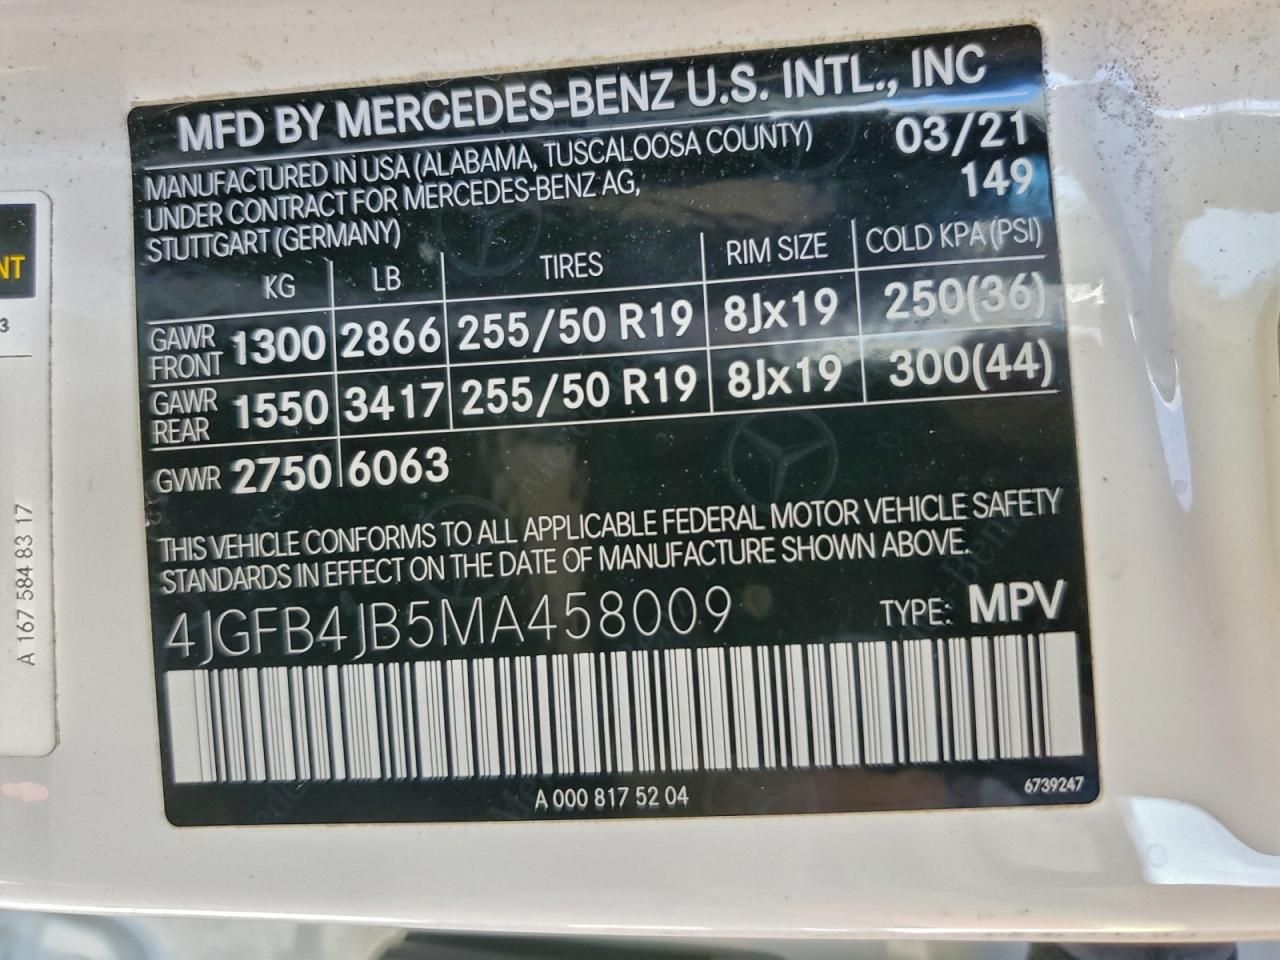 MFD BY MERCEDES-BENZ U.S. INTL., INC
MANUFACTURED IN USA (ALABAMA, TUSCALOOSA COUNTY) 03/21
UNDER CONTRACT FOR MERCEDES-BENZ AG, 149
STUTTGART (GERMANY)
KG LB TIRES RIM SIZE COLD KPA (PSI)
GAWR FRONT 1300 2866 255/50 R19 8Jx19 250(36)
GAWR REAR 1550 3417 255/50 R19 8Jx19 300(44)
GVWR 2750 6063
THIS VEHICLE CONFORMS TO ALL APPLICABLE FEDERAL MOTOR VEHICLE SAFETY
STANDARDS IN EFFECT ON THE DATE OF MANUFACTURE SHOWN ABOVE.
4JGFB4JB5MA458009 TYPE: MPV
A 000 817 52 04
6739247
NT
3
A 167 584 83 17